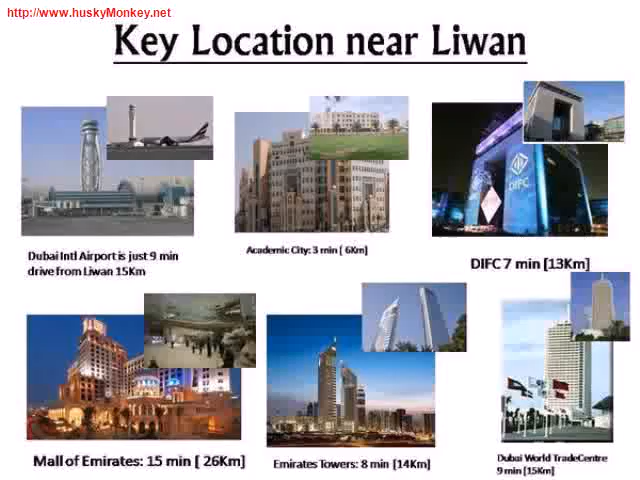 http://www.huskyMonkey.net
Key Location near Liwan
DIFC
Dubai Intl Airport is just 9 min
drive from Liwan 15Km
Academic City: 3 min [ 6Km]
DIFC 7 min [13Km]
Mall of Emirates: 15 min [ 26Km]
Emirates Towers: 8 min [14Km]
Dubai World TradeCentre
9 min [15Km]